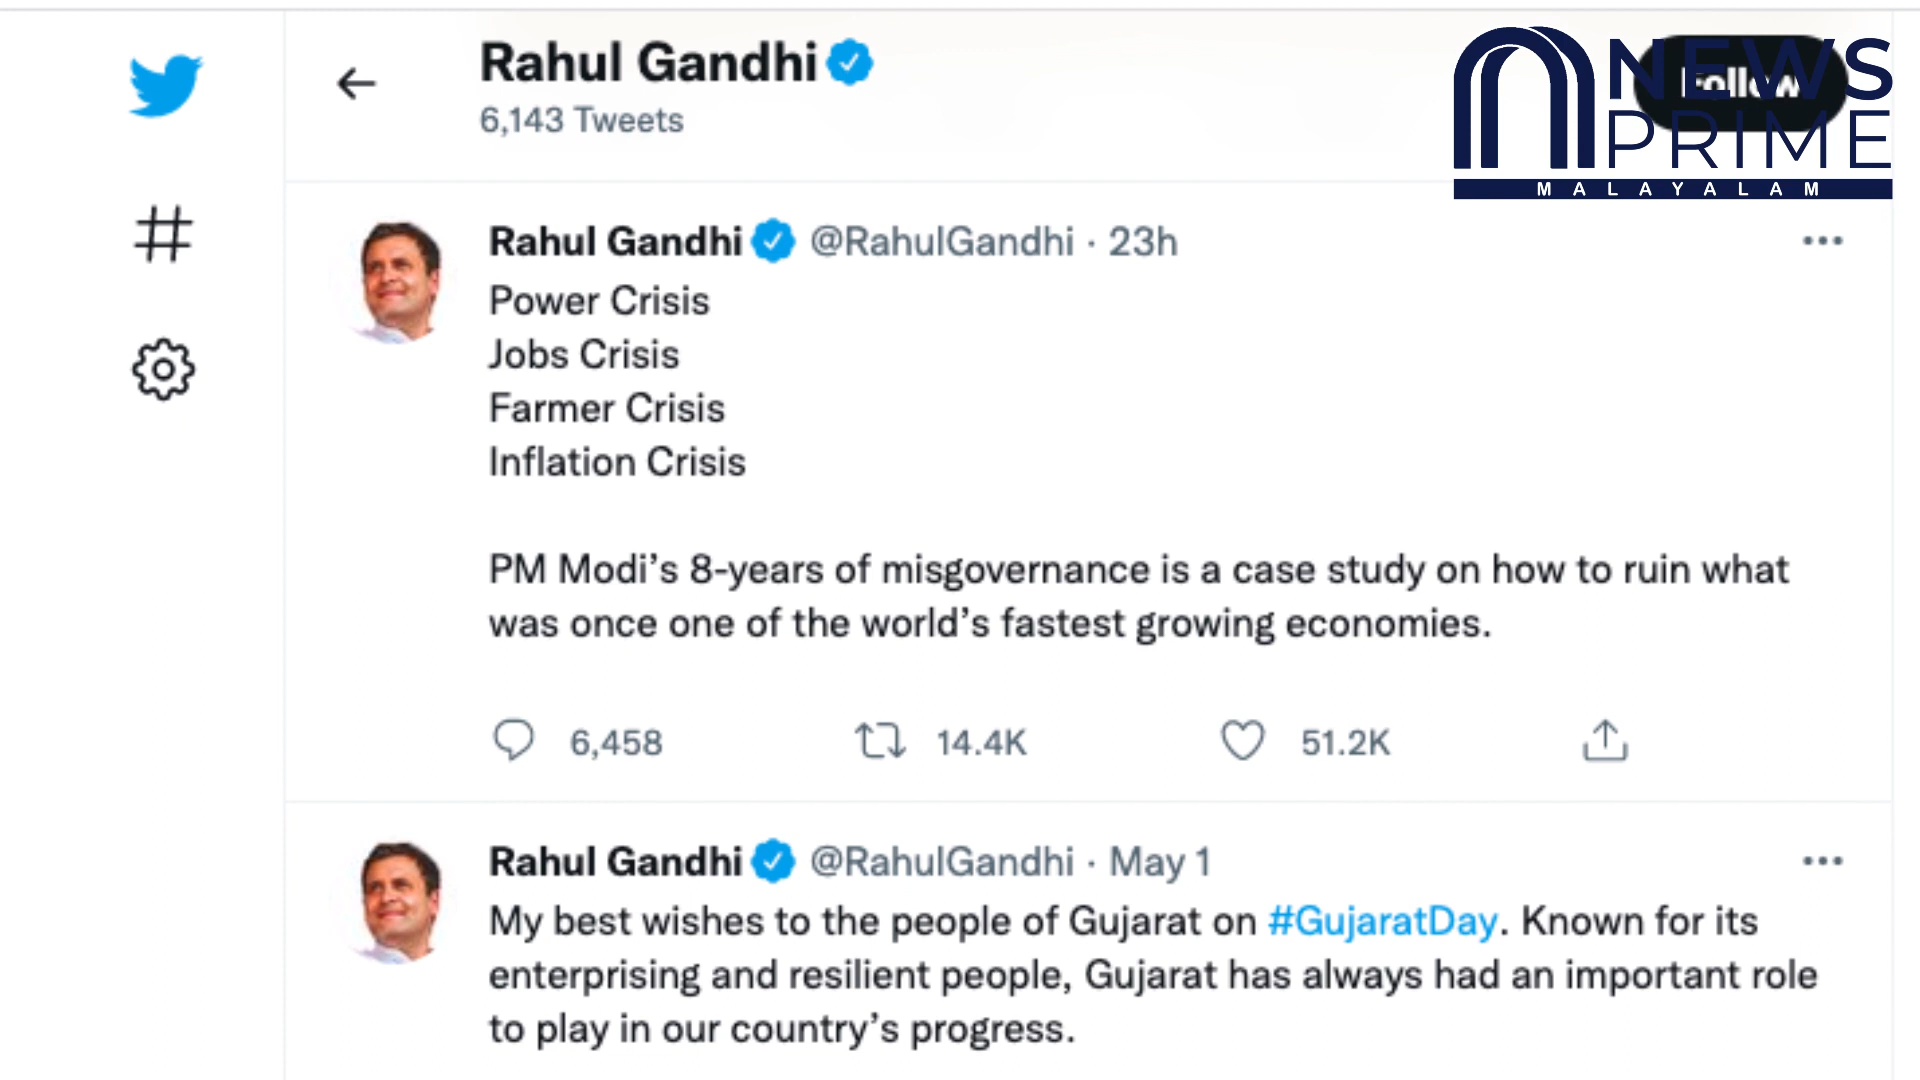 Rahul Gandhi
6,143 Tweets
Follow
NEWS
PRIME
MALAYALAM
Rahul Gandhi @RahulGandhi · 23h
Power Crisis
Jobs Crisis
Farmer Crisis
Inflation Crisis
PM Modi’s 8-years of misgovernance is a case study on how to ruin what
was once one of the world’s fastest growing economies.
6,458 14.4K 51.2K
Rahul Gandhi @RahulGandhi · May 1
My best wishes to the people of Gujarat on #GujaratDay. Known for its
enterprising and resilient people, Gujarat has always had an important role
to play in our country’s progress.